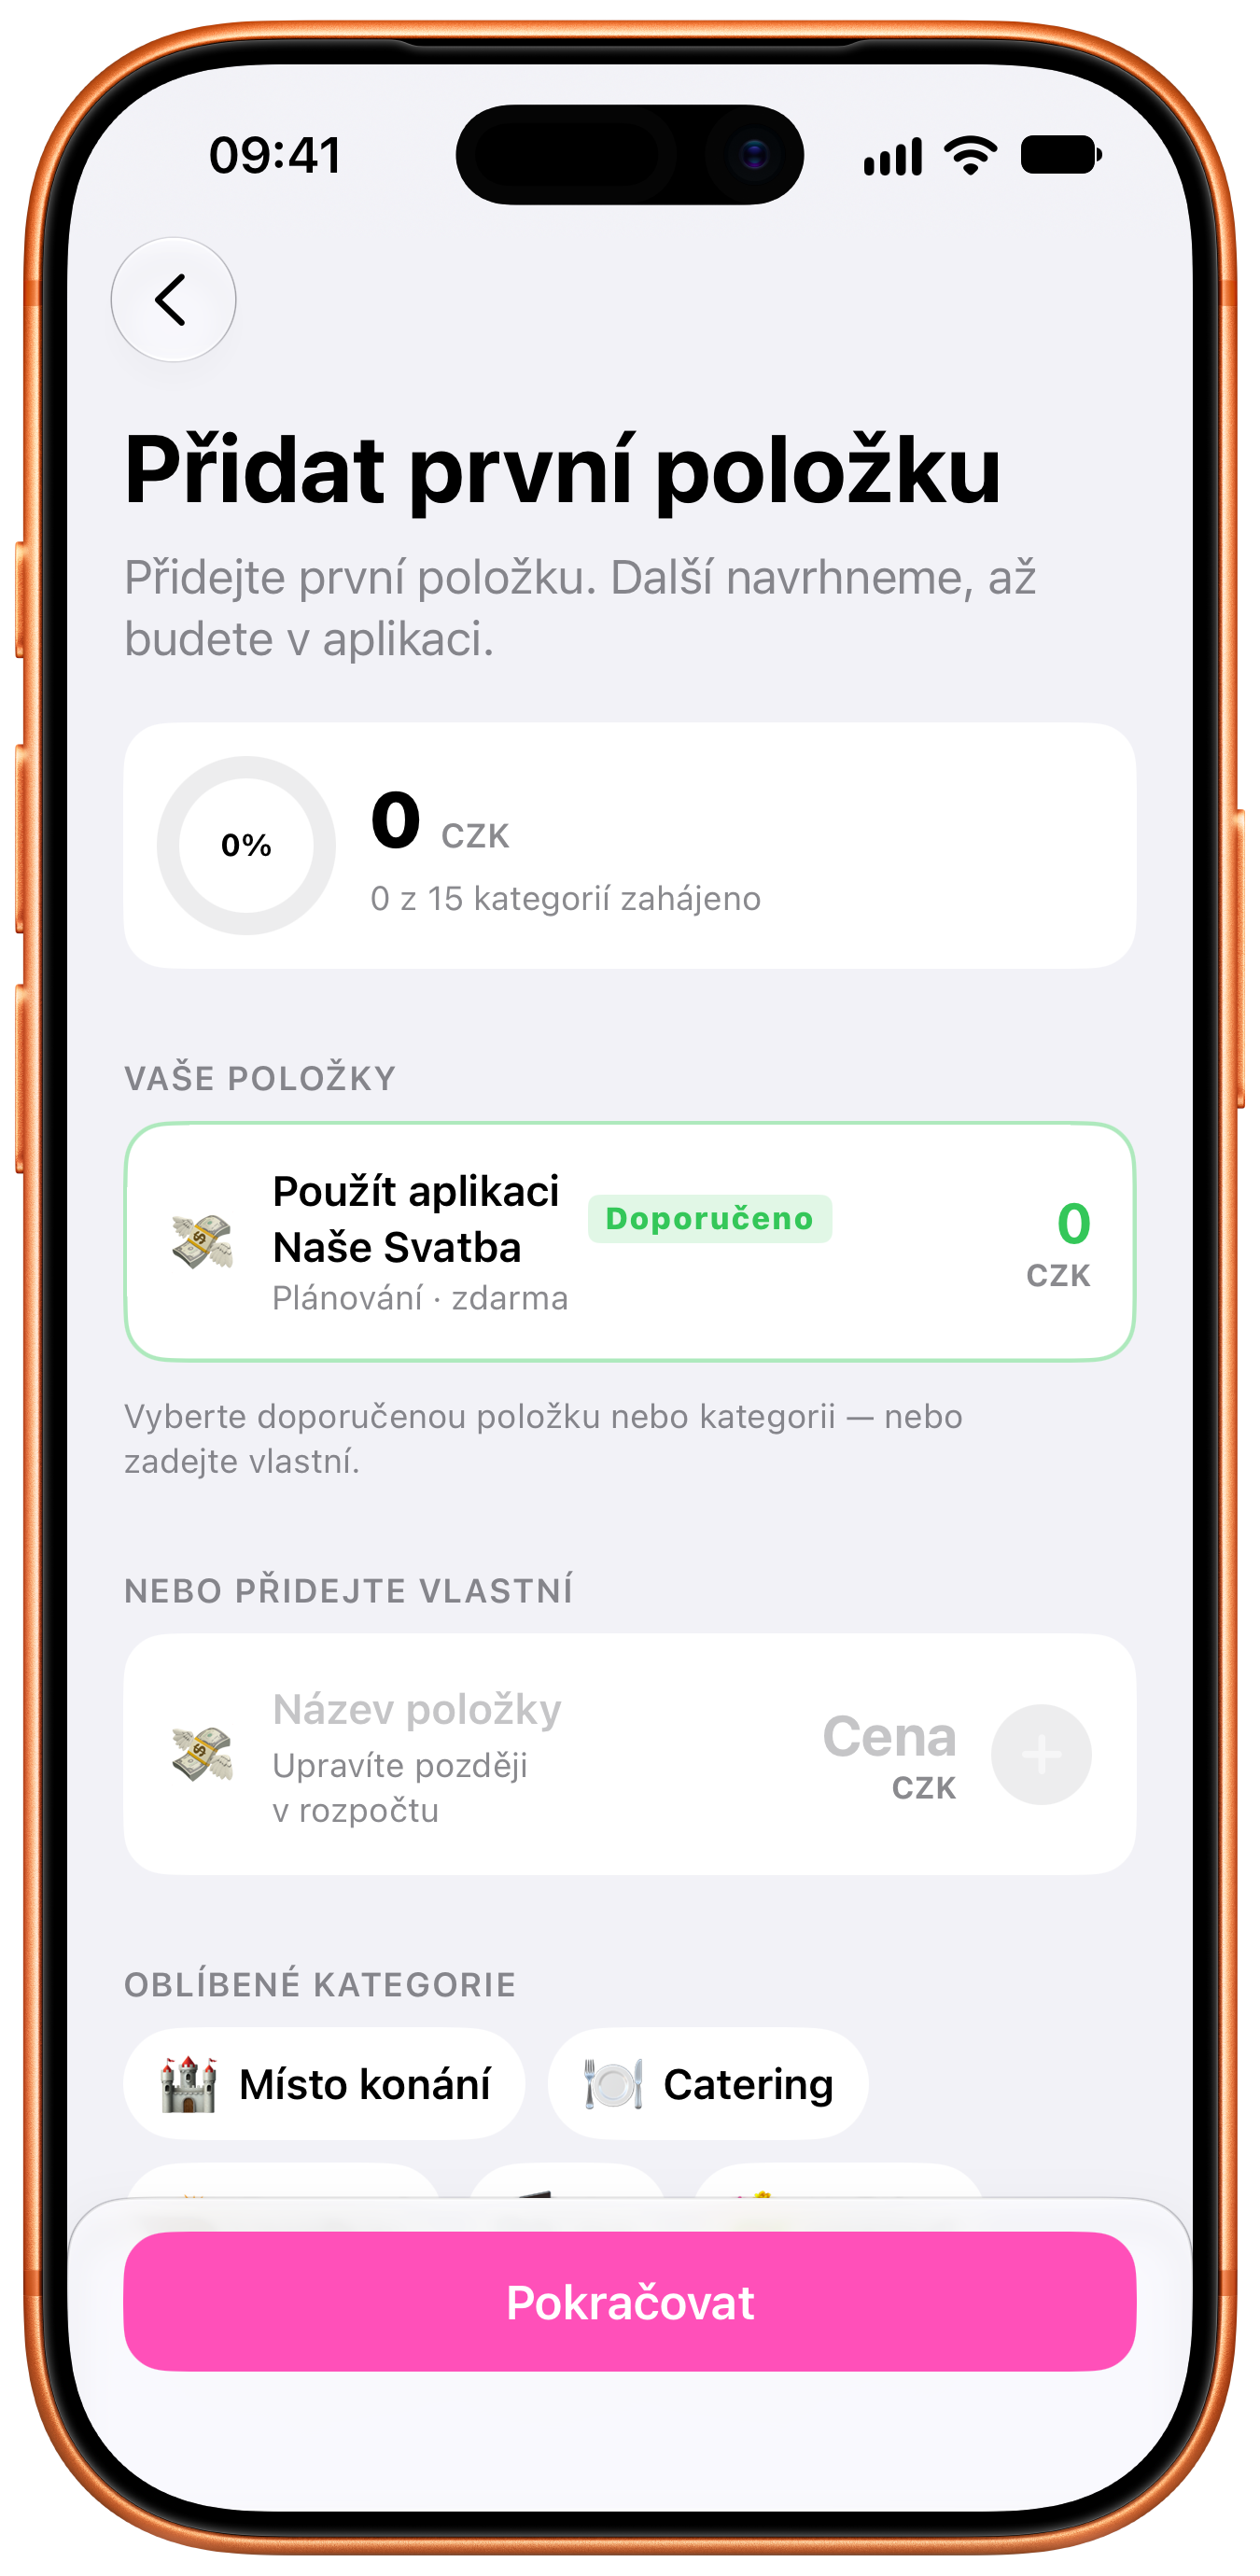 09:41
Přidat první položku
Přidejte první položku. Další navrhneme, až
budete v aplikaci.
0%
0 CZK
0 z 15 kategorií zahájeno
VAŠE POLOŽKY
Použít aplikaci
Naše Svatba
Doporučeno
Plánování · zdarma
0
CZK
Vyberte doporučenou položku nebo kategorii — nebo
zadejte vlastní.
NEBO PŘIDEJTE VLASTNÍ
Název položky
Upravíte později
v rozpočtu
Cena
CZK
OBLÍBENÉ KATEGORIE
Místo konání
Catering
Pokračovat